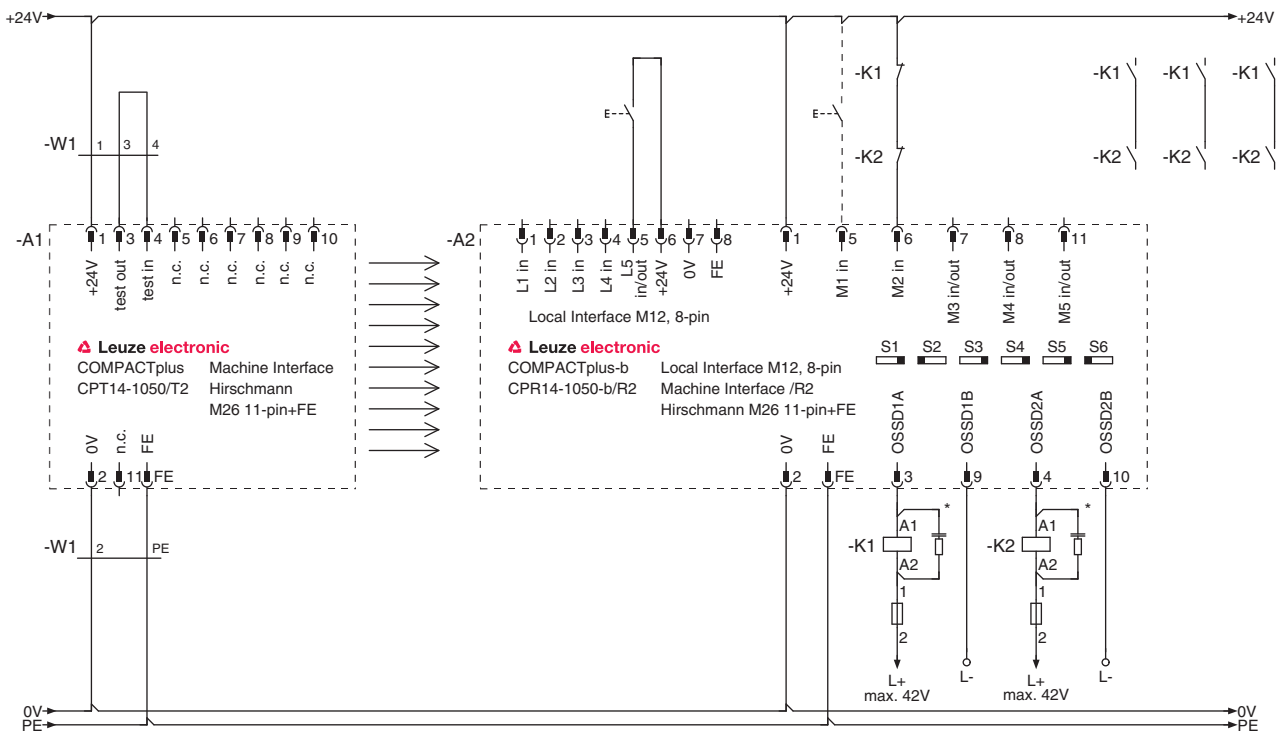 +24V
+24V
-K1
-K1
-K1
-K1
E
E
-W1
1
3
4
-K2
-K2
-K2
-K2
-A1
1
3
4
5
6
7
8
9
10
-A2
1
2
3
4
5
6
7
8
1
5
6
7
8
11
+24V
test out
test in
n.c.
n.c.
n.c.
n.c.
n.c.
n.c.
L1 in
L2 in
L3 in
L4 in
L5
in/out
+24V
0V
FE
+24V
M1 in
M2 in
M3 in/out
M4 in/out
M5 in/out
Local Interface M12, 8-pin
Leuze electronic
COMPACTplus
CPT14-1050/T2
Machine Interface
Hirschmann
M26 11-pin+FE
Leuze electronic
COMPACTplus-b
CPR14-1050-b/R2
Local Interface M12, 8-pin
Machine Interface /R2
Hirschmann M26 11-pin+FE
S1
S2
S3
S4
S5
S6
0V
n.c.
FE
0V
FE
OSSD1A
OSSD1B
OSSD2A
OSSD2B
2
11
FE
2
FE
3
9
4
10
-W1
2
PE
-K1
A1
A2
*
1
2
-K2
A1
A2
*
1
2
L+
max. 42V
L-
L+
max. 42V
L-
0V
0V
PE
PE